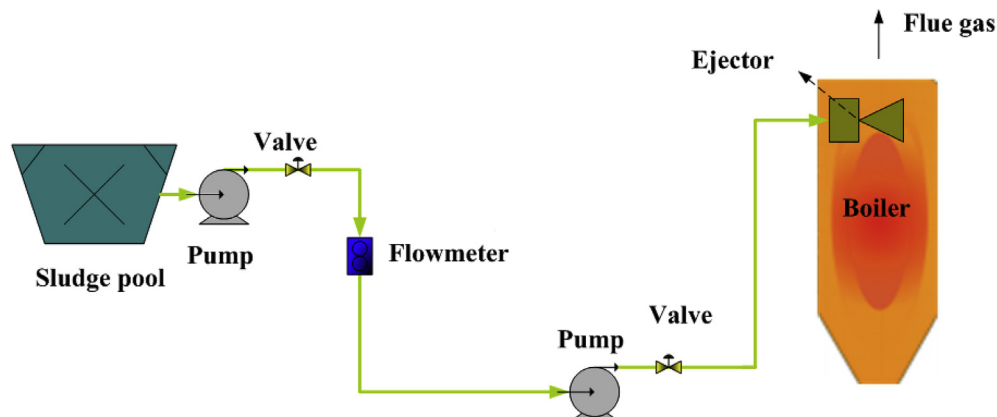 Flue gas
Ejector
Valve
Boiler
Pump
Flowmeter
Sludge pool
Valve
Pump